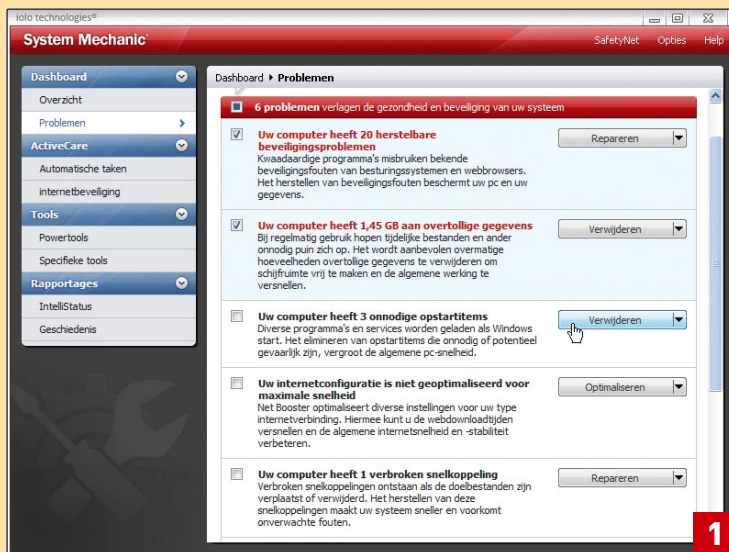 iolo technologies®
System Mechanic
SafetyNet Opties Help
Dashboard
Overzicht
Problemen
ActiveCare
Automatische taken
internetbeveiliging
Tools
Powertools
Specifieke tools
Rapportages
IntelliStatus
Geschiedenis
Dashboard Problemen
6 problemen verlagen de gezondheid en beveiliging van uw systeem
Uw computer heeft 20 herstelbare
beveiligingsproblemen
Kwaadaardige programma's misbruiken bekende
beveiligingsfouten van besturingssystemen en webbrowsers.
Het herstellen van beveiligingsfouten beschermt uw pc en uw
gegevens.
Repareren
Uw computer heeft 1,45 GB aan overtollige gegevens
Bij regelmatig gebruik hopen tijdelijke bestanden en ander
onnodig puin zich op. Het wordt aanbevolen overmatige
hoeveelheden overtollige gegevens te verwijderen om
schijfruimte vrij te maken en de algemene werking te
versnellen.
Verwijderen
Uw computer heeft 3 onnodige opstartitems
Diverse programma's en services worden geladen als Windows
start. Het elimineren van opstartitems die onnodig of potentieel
gevaarlijk zijn, vergroot de algemene pc-snelheid.
Verwijderen
Uw internetconfiguratie is niet geoptimaliseerd voor
maximale snelheid
Net Booster optimaliseert diverse instellingen voor uw type
internetverbinding. Hiermee kunt u de webdownloadtijden
versnellen en de algemene internetsnelheid en -stabiliteit
verbeteren.
Optimaliseren
Uw computer heeft 1 verbroken snelkoppeling
Verbroken snelkoppelingen ontstaan als de doelbestanden zijn
verplaatst of verwijderd. Het herstellen van deze
snelkoppelingen maakt uw systeem sneller en voorkomt
onverwachte fouten.
Repareren
1